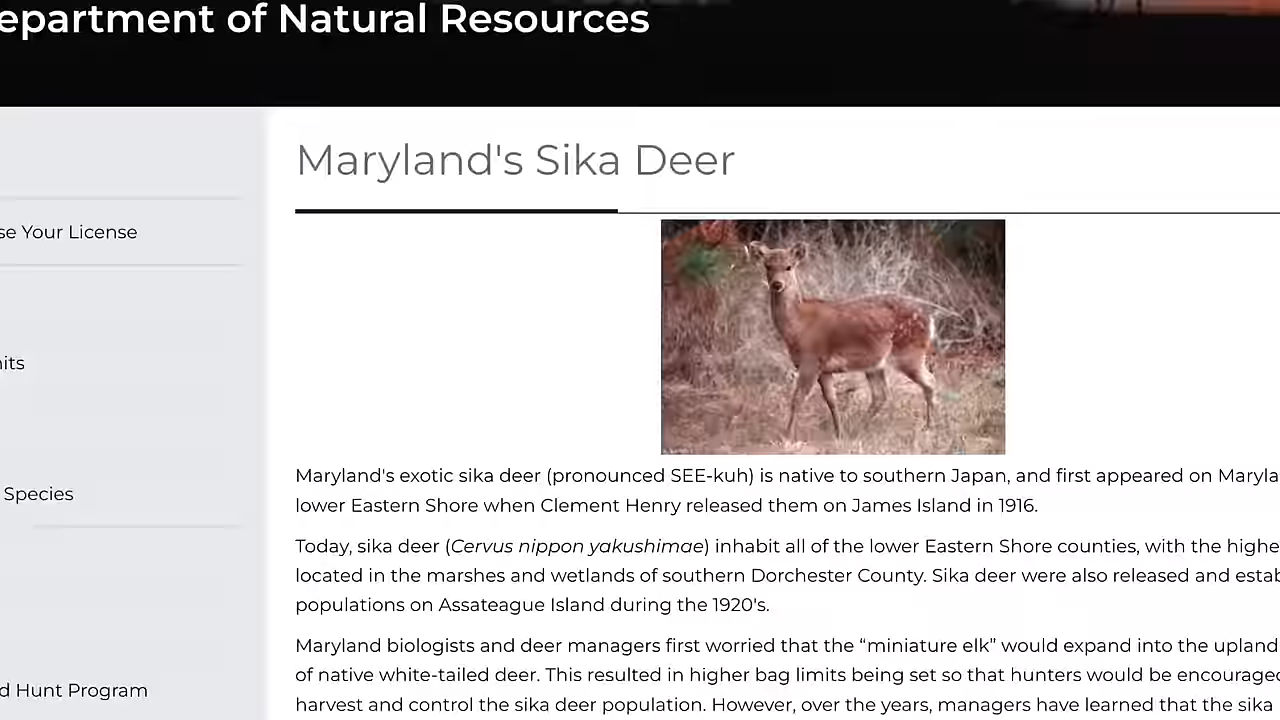 epartment of Natural Resources
Maryland's Sika Deer
se Your License
its
Species
d Hunt Program
Maryland's exotic sika deer (pronounced SEE-kuh) is native to southern Japan, and first appeared on Maryla
lower Eastern Shore when Clement Henry released them on James Island in 1916.
Today, sika deer (Cervus nippon yakushimae) inhabit all of the lower Eastern Shore counties, with the highe
located in the marshes and wetlands of southern Dorchester County. Sika deer were also released and estab
populations on Assateague Island during the 1920's.
Maryland biologists and deer managers first worried that the “miniature elk” would expand into the upland
of native white-tailed deer. This resulted in higher bag limits being set so that hunters would be encouraged
harvest and control the sika deer population. However, over the years, managers have learned that the sika